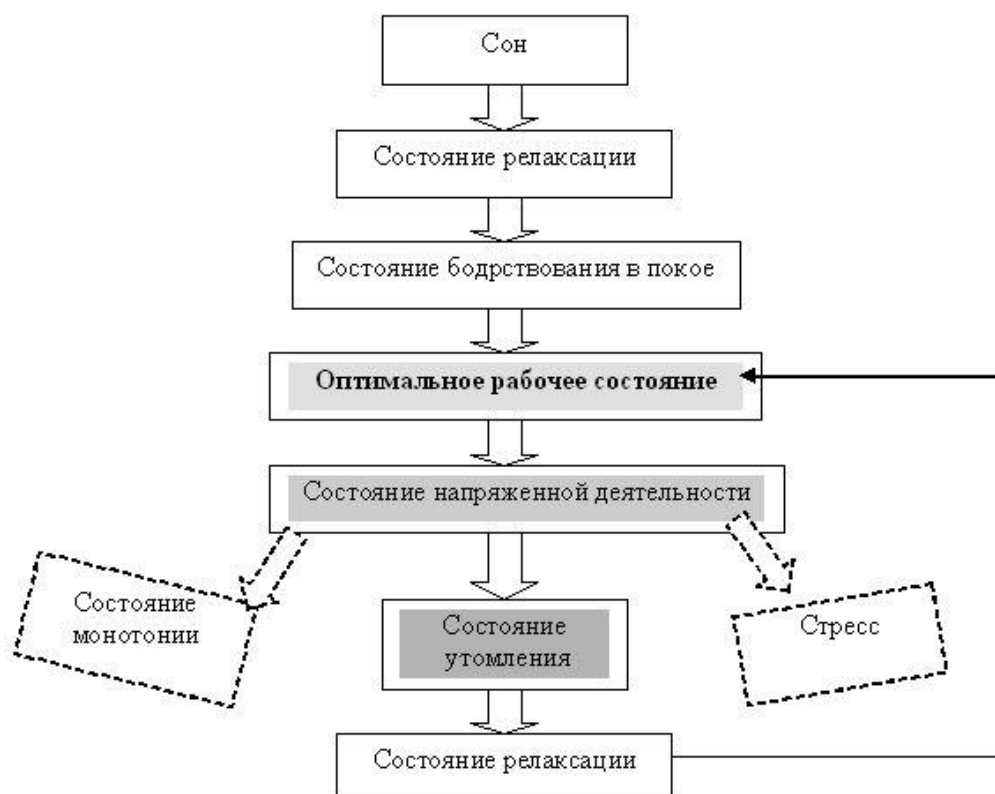 Сон
Состояние релаксации
Состояние бодрствования в покое
Оптимальное рабочее состояние
Состояние напряженной деятельности
Состояние
монотонии
Состояние
утомления
Стресс
Состояние релаксации